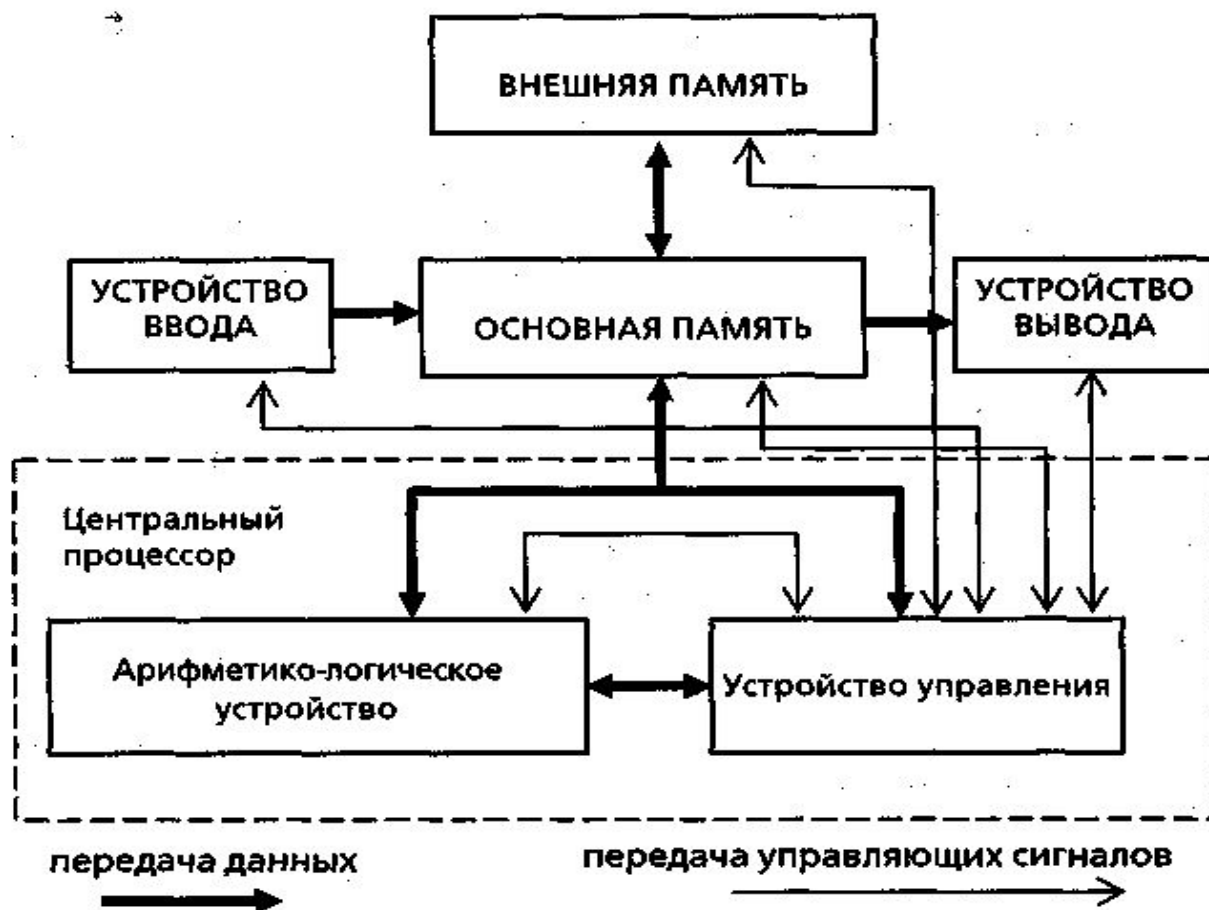 ВНЕШНЯЯ ПАМЯТЬ
УСТРОЙСТВО
ВВОДА
ОСНОВНАЯ ПАМЯТЬ
УСТРОЙСТВО
ВЫВОДА
Центральный
процессор
Арифметико-логическое
устройство
Устройство управления
передача данных
передача управляющих сигналов